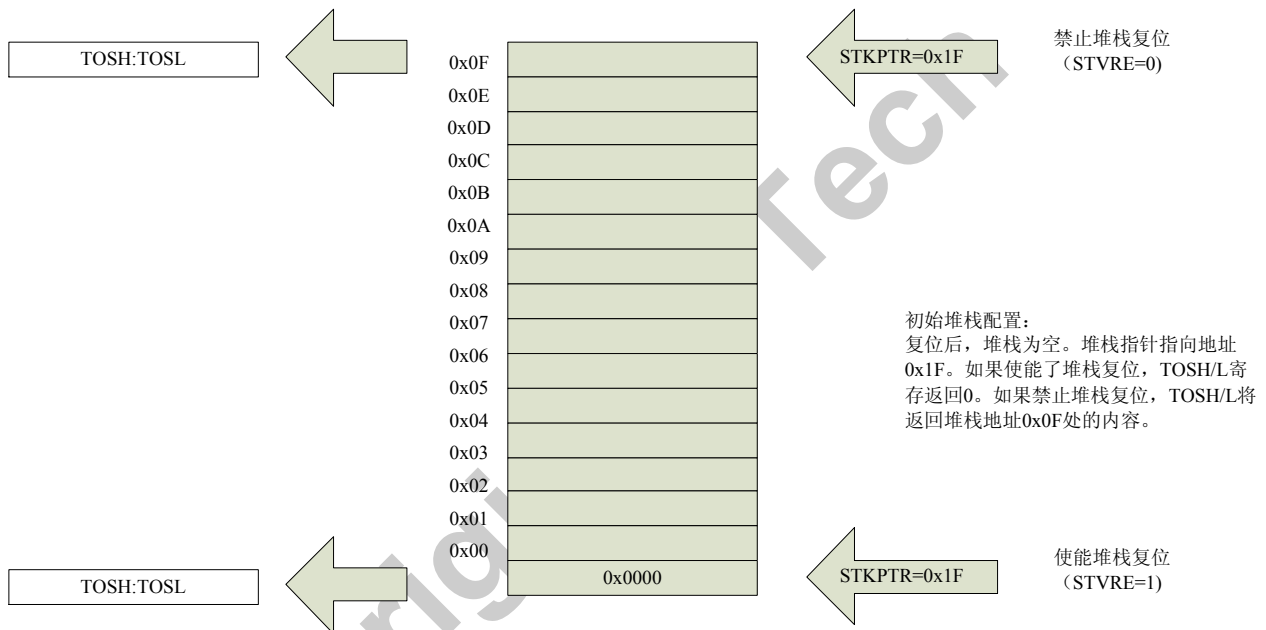 TOSH:TOSL
0x0F
0x0E
0x0D
0x0C
0x0B
0x0A
0x09
0x08
0x07
0x06
0x05
0x04
0x03
0x02
0x01
0x00
0x0000
STKPTR=0x1F
禁止堆栈复位
（STVRE=0)
初始堆栈配置：
复位后，堆栈为空。堆栈指针指向地址
0x1F。如果使能了堆栈复位，TOSH/L寄
存返回0。如果禁止堆栈复位，TOSH/L将
返回堆栈地址0x0F处的内容。
TOSH:TOSL
STKPTR=0x1F
使能堆栈复位
（STVRE=1)
Tech